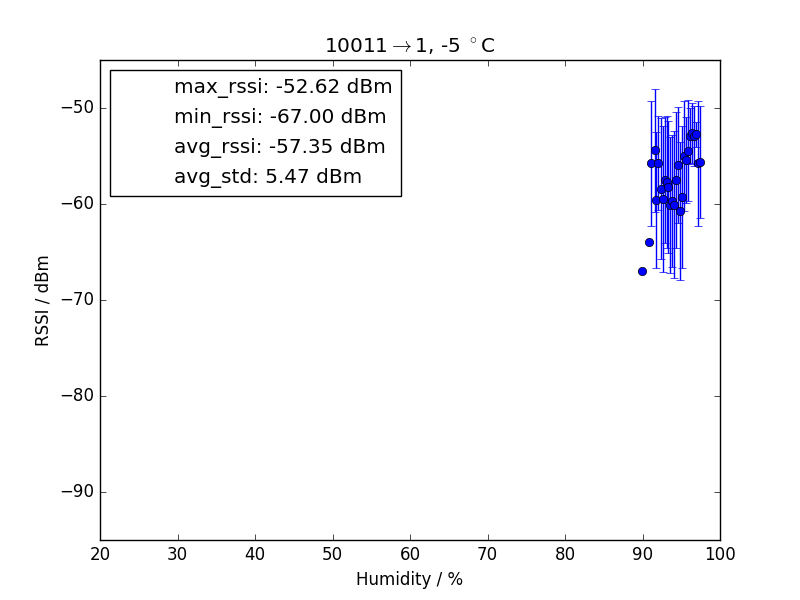 10011→1, -5 °C
max_rssi: -52.62 dBm
min_rssi: -67.00 dBm
avg_rssi: -57.35 dBm
avg_std: 5.47 dBm
−50
−60
−70
−80
−90
RSSI / dBm
20 30 40 50 60 70 80 90 100
Humidity / %